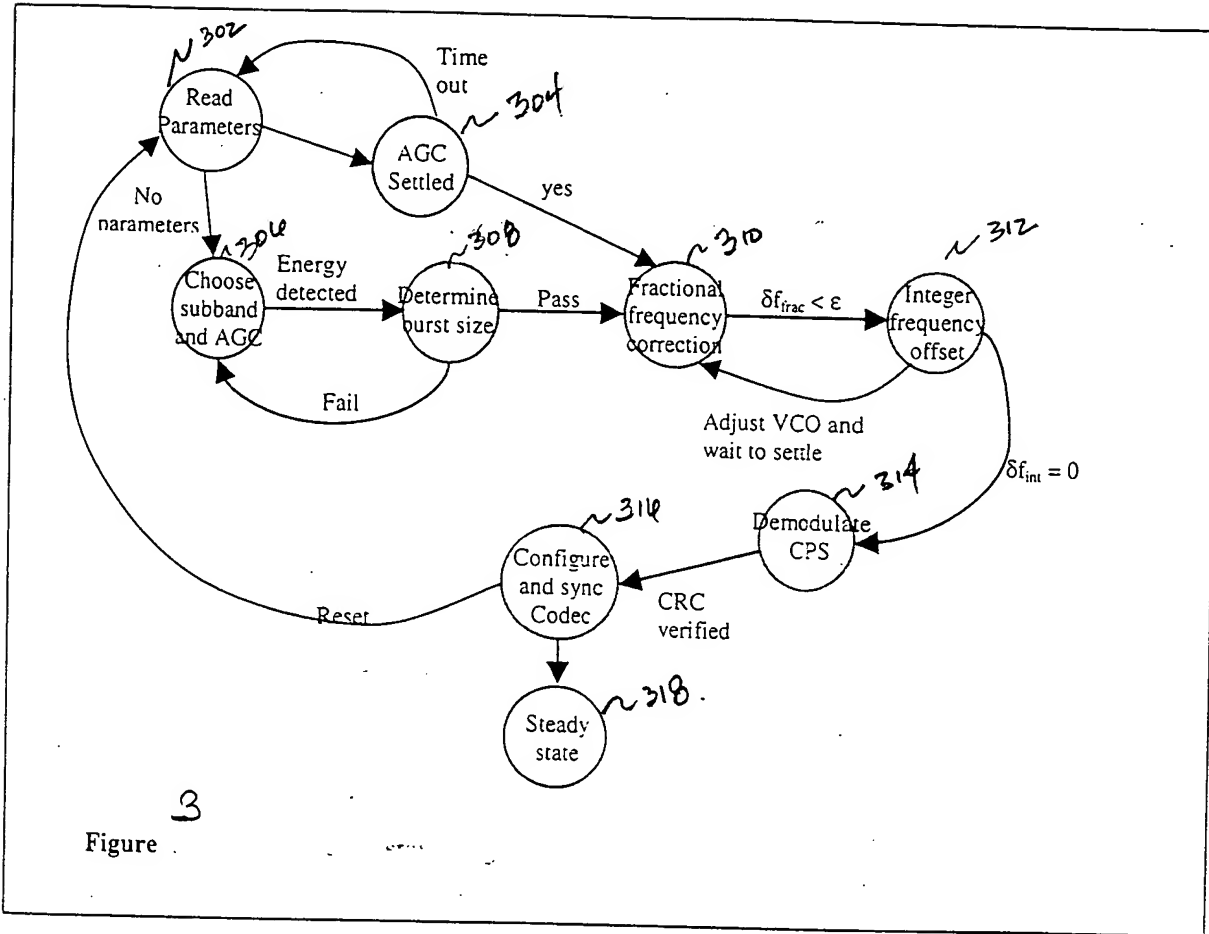 302
Read
Parameters
Time
out
304
AGC
Settled
No
parameters
yes
306
Choose
subband
and AGC
Energy
detected
308
Determine
burst size
Pass
Fail
310
Fractional
frequency
correction
δf_frac < ε
312
Integer
frequency
offset
Adjust VCO and
wait to settle
δf_int = 0
314
Demodulate
CPS
CRC
verified
316
Configure
and sync
Codec
Reset
318.
Steady
state
Figure 3